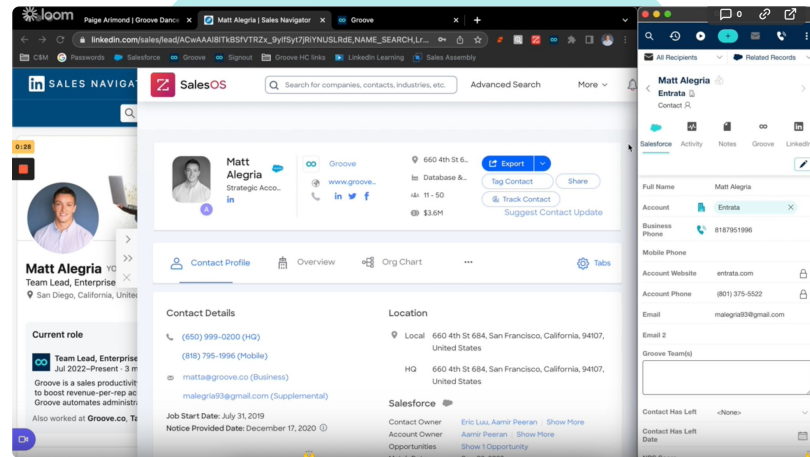 loom
Paige Arimond | Groove Dance
Matt Alegria | Sales Navigator
Groove
linkedin.com/sales/lead/ACwAAAl8lTkBSfVTRZx_9yIfSyt7jRiYNUSLRdE,NAME_SEARCH,Lr...
C$M
Passwords
Salesforce
Groove
Signout
Groove HC links
LinkedIn Learning
Sales Assembly
0
in SALES NAVIGAT
0:28
Matt Alegria YO
Team Lead, Enterprise
San Diego, California, United
Current role
Team Lead, Enterprise
Jul 2022–Present · 3 m
Groove is a sales productivity
to boost revenue-per-rep ac
Groove automates administra
Also worked at Groove.co, Ta
SalesOS
Search for companies, contacts, industries, etc.
Advanced Search
More
Matt
Alegria
Strategic Acco...
A
Groove
www.groove..
660 4th St 6..
Database &..
11 - 50
$3.6M
Export
Tag Contact
Share
Track Contact
Suggest Contact Update
Contact Profile
Overview
Org Chart
Tabs
Contact Details
(650) 999-0200 (HQ)
(818) 795-1996 (Mobile)
matta@groove.co (Business)
malegria93@gmail.com (Supplemental)
Job Start Date: July 31, 2019
Notice Provided Date: December 17, 2020
Location
Local 660 4th St 684, San Francisco, California, 94107,
United States
HQ 660 4th St 684, San Francisco, California, 94107,
United States
Salesforce
Contact Owner Eric Luu, Aamir Peeran | Show More
Account Owner Aamir Peeran | Show More
Opportunities Show 1 Opportunity
All Recipients
Related Records
Matt Alegria
Entrata
Contact
Salesforce
Activity
Notes
Groove
LinkedIn
Full Name Matt Alegria
Account Entrata
Business
Phone 8187951996
Mobile Phone
Account Website entrata.com
Account Phone (801) 375-5522
Email malegria93@gmail.com
Email 2
Groove Team(s)
Contact Has Left <None>
Contact Has Left
Date